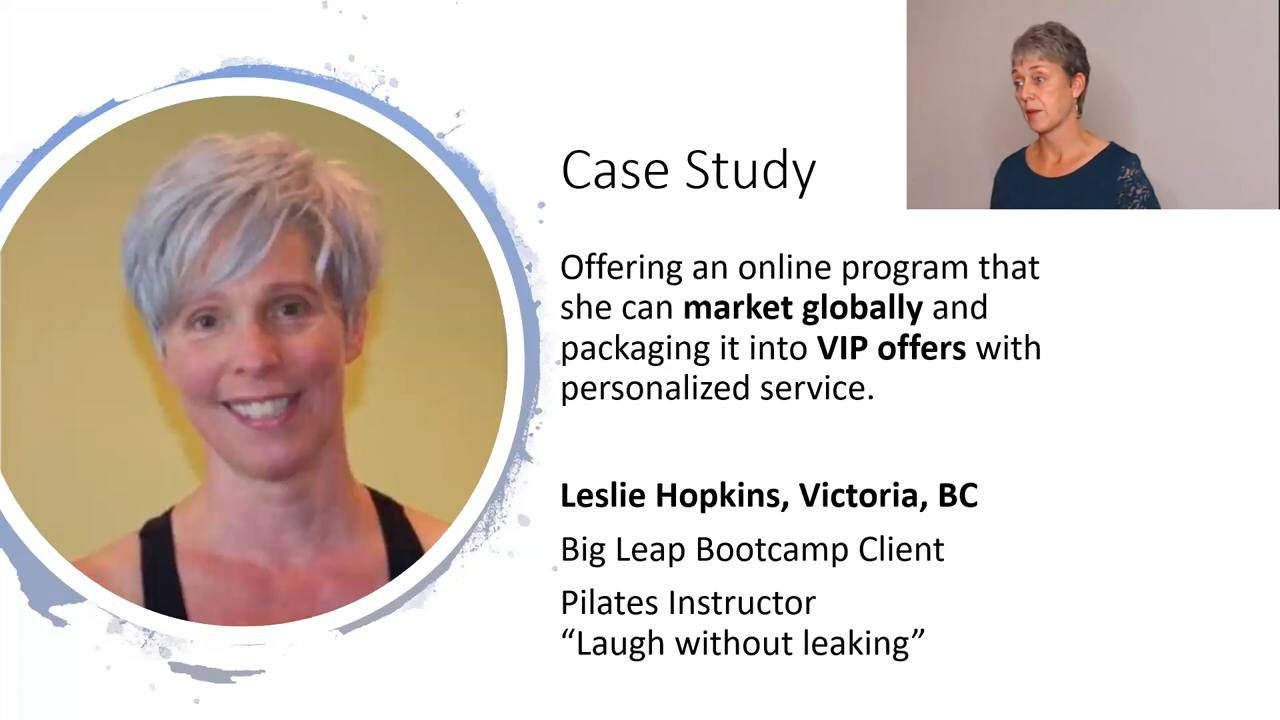 Case Study
Offering an online program that
she can market globally and
packaging it into VIP offers with
personalized service.
Leslie Hopkins, Victoria, BC
Big Leap Bootcamp Client
Pilates Instructor
“Laugh without leaking”